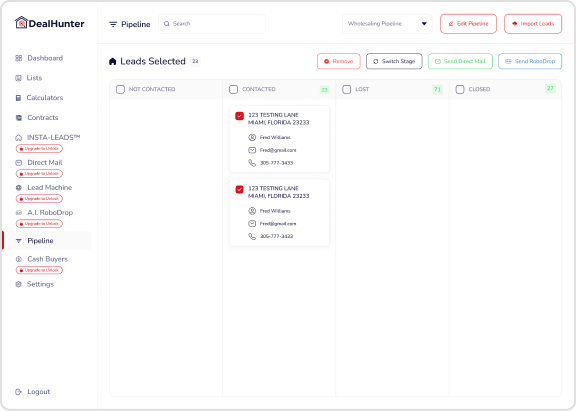 DealHunter
Pipeline
Search
Wholesaling Pipeline
Edit Pipeline
Import Leads
Dashboard
Lists
Calculators
Contracts
INSTA-LEADS™
Upgrade to Unlock
Direct Mail
Upgrade to Unlock
Lead Machine
Upgrade to Unlock
A.I. RoboDrop
Upgrade to Unlock
Pipeline
Cash Buyers
Upgrade to Unlock
Settings
Logout
Leads Selected 23
Remove
Switch Stage
Send Direct Mail
Send RoboDrop
NOT CONTACTED
CONTACTED 23
LOST 71
CLOSED 27
123 TESTING LANE
MIAMI, FLORIDA 23233
Fred Williams
Fred@gmail.com
305-777-3433
123 TESTING LANE
MIAMI, FLORIDA 23233
Fred Williams
Fred@gmail.com
305-777-3433